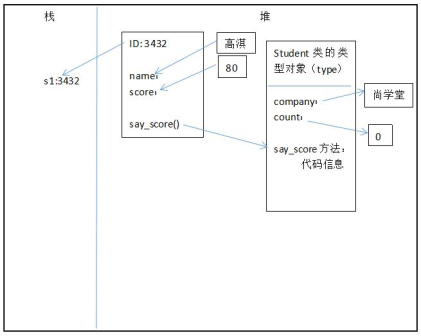 栈
堆
ID:3432
高淇
name:
80
s1:3432
score:
say_score()
Student 类的类
型对象（type）
company:
尚学堂
count:
0
say_score 方法：
代码信息